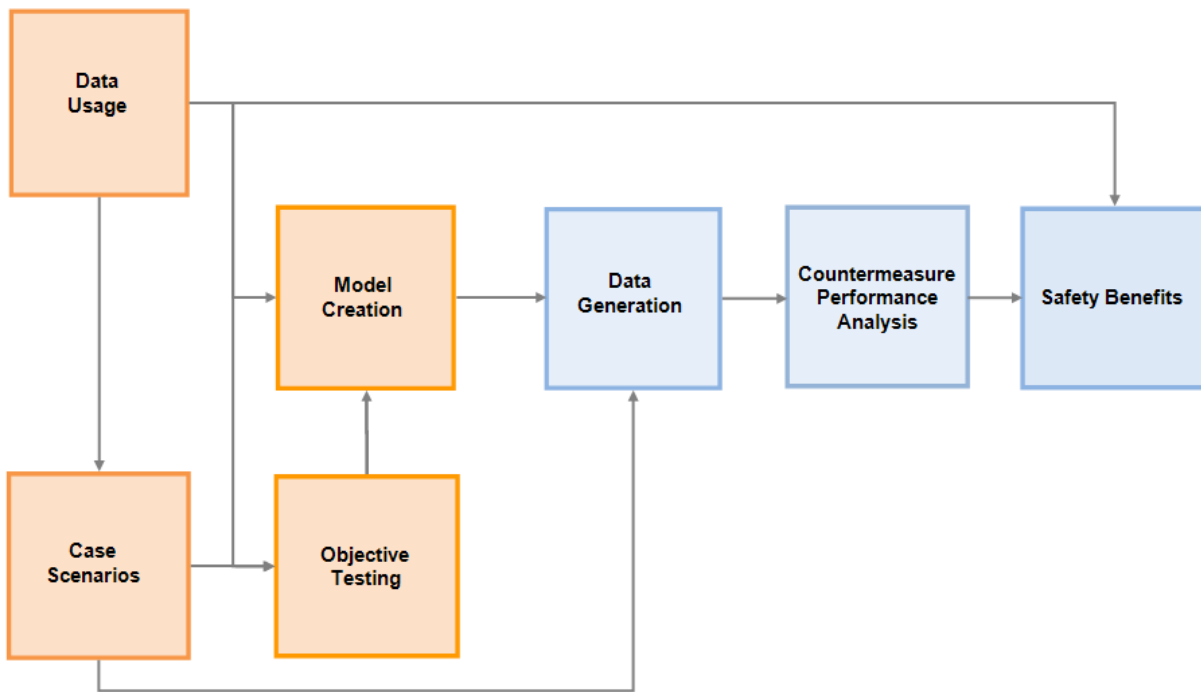 Data
Usage
Model
Creation
Data
Generation
Countermeasure
Performance
Analysis
Safety Benefits
Case
Scenarios
Objective
Testing